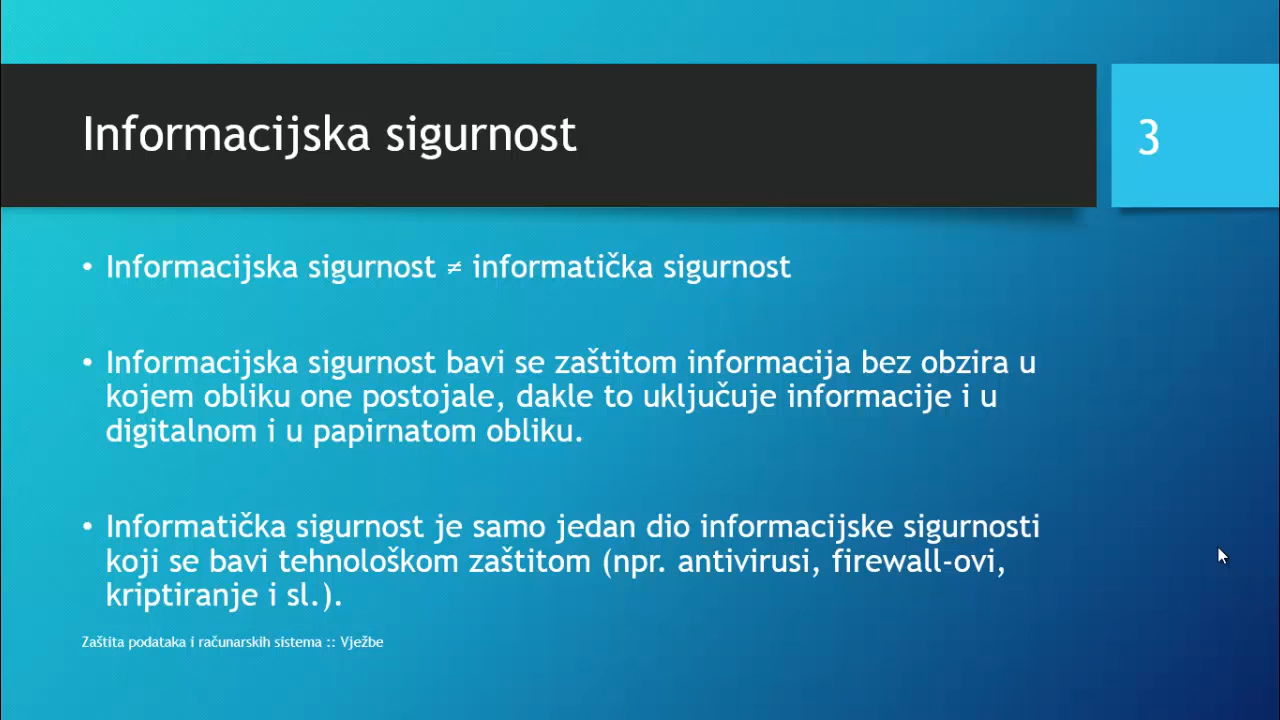 Informacijska sigurnost
3
• Informacijska sigurnost ≠ informatička sigurnost
• Informacijska sigurnost bavi se zaštitom informacija bez obzira u
kojem obliku one postojale, dakle to uključuje informacije i u
digitalnom i u papirnatom obliku.
• Informatička sigurnost je samo jedan dio informacijske sigurnosti
koji se bavi tehnološkom zaštitom (npr. antivirusi, firewall-ovi,
kriptiranje i sl.).
Zaštita podataka i računarskih sistema :: Vježbe